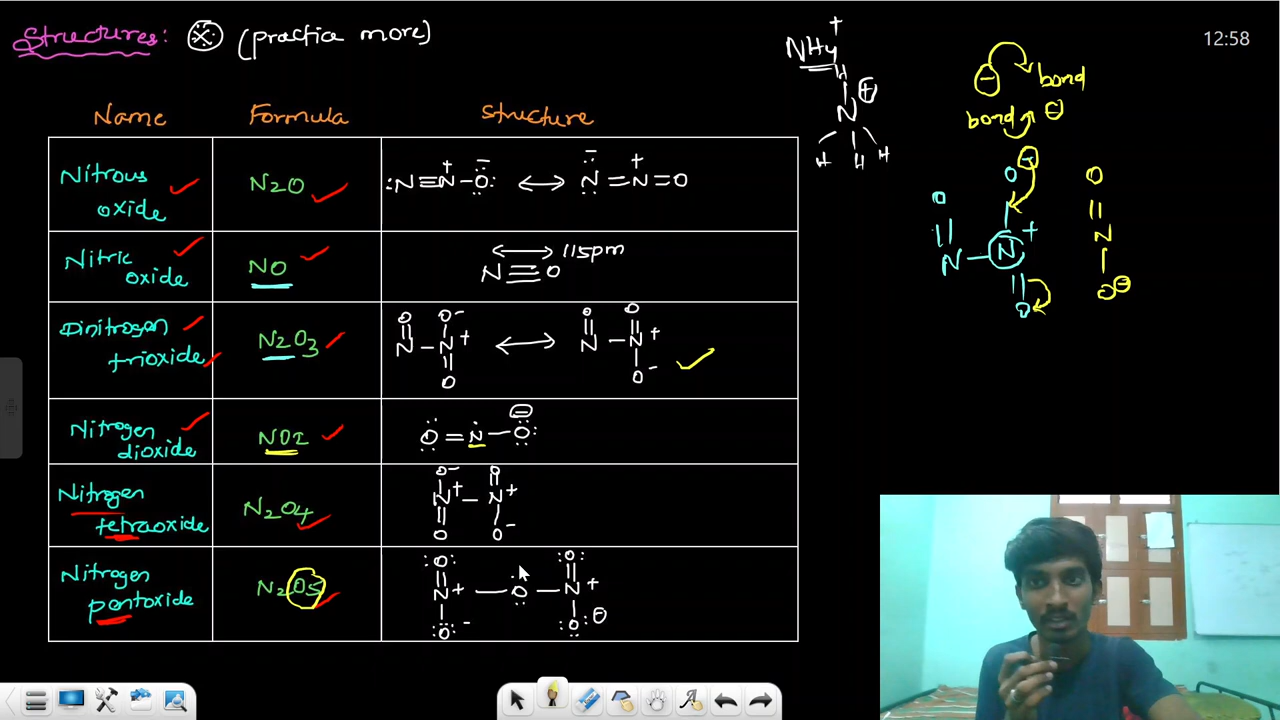 Structures: (practice more)
12:58
Name Formula Structure
Nitrous oxide N2O :N≡N⁺-O⁻ ↔ N⁻=N⁺=O
Nitric oxide NO 115pm
N≡O
Dinitrogen trioxide N2O3
O O⁻ O O
N - N⁺ ↔ N - N⁺
O O⁻
Nitrogen dioxide NO2 O=N-O ⊖
Nitrogen tetraoxide N2O4
O⁻ O
N⁺ - N⁺
O O⁻
Nitrogen pentoxide N2O5
O O
N⁺ — O — N⁺
O⁻ O ⊖
NH4⁺
H
N ⊕
H H H
⊖ bond
bond ⊖
O O ⊖
N - N⁺
O
O
N
O ⊖